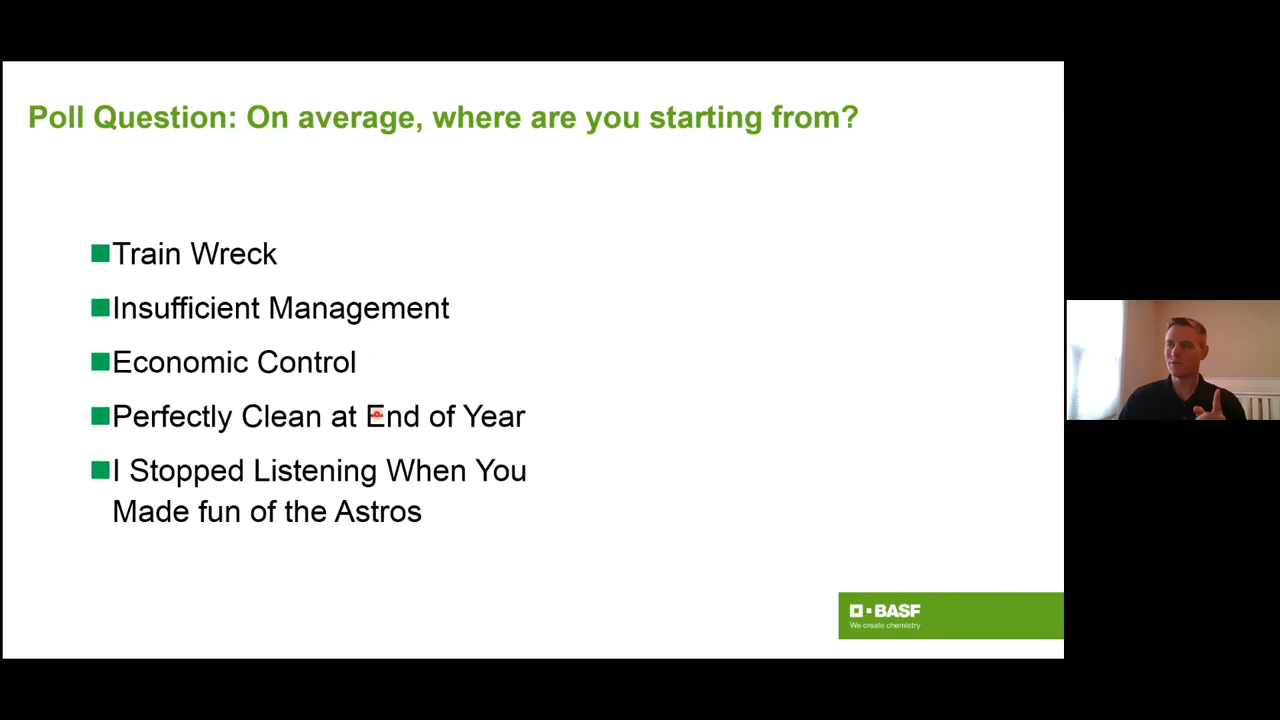 Poll Question: On average, where are you starting from?
Train Wreck
Insufficient Management
Economic Control
Perfectly Clean at End of Year
I Stopped Listening When You
Made fun of the Astros
BASF
We create chemistry